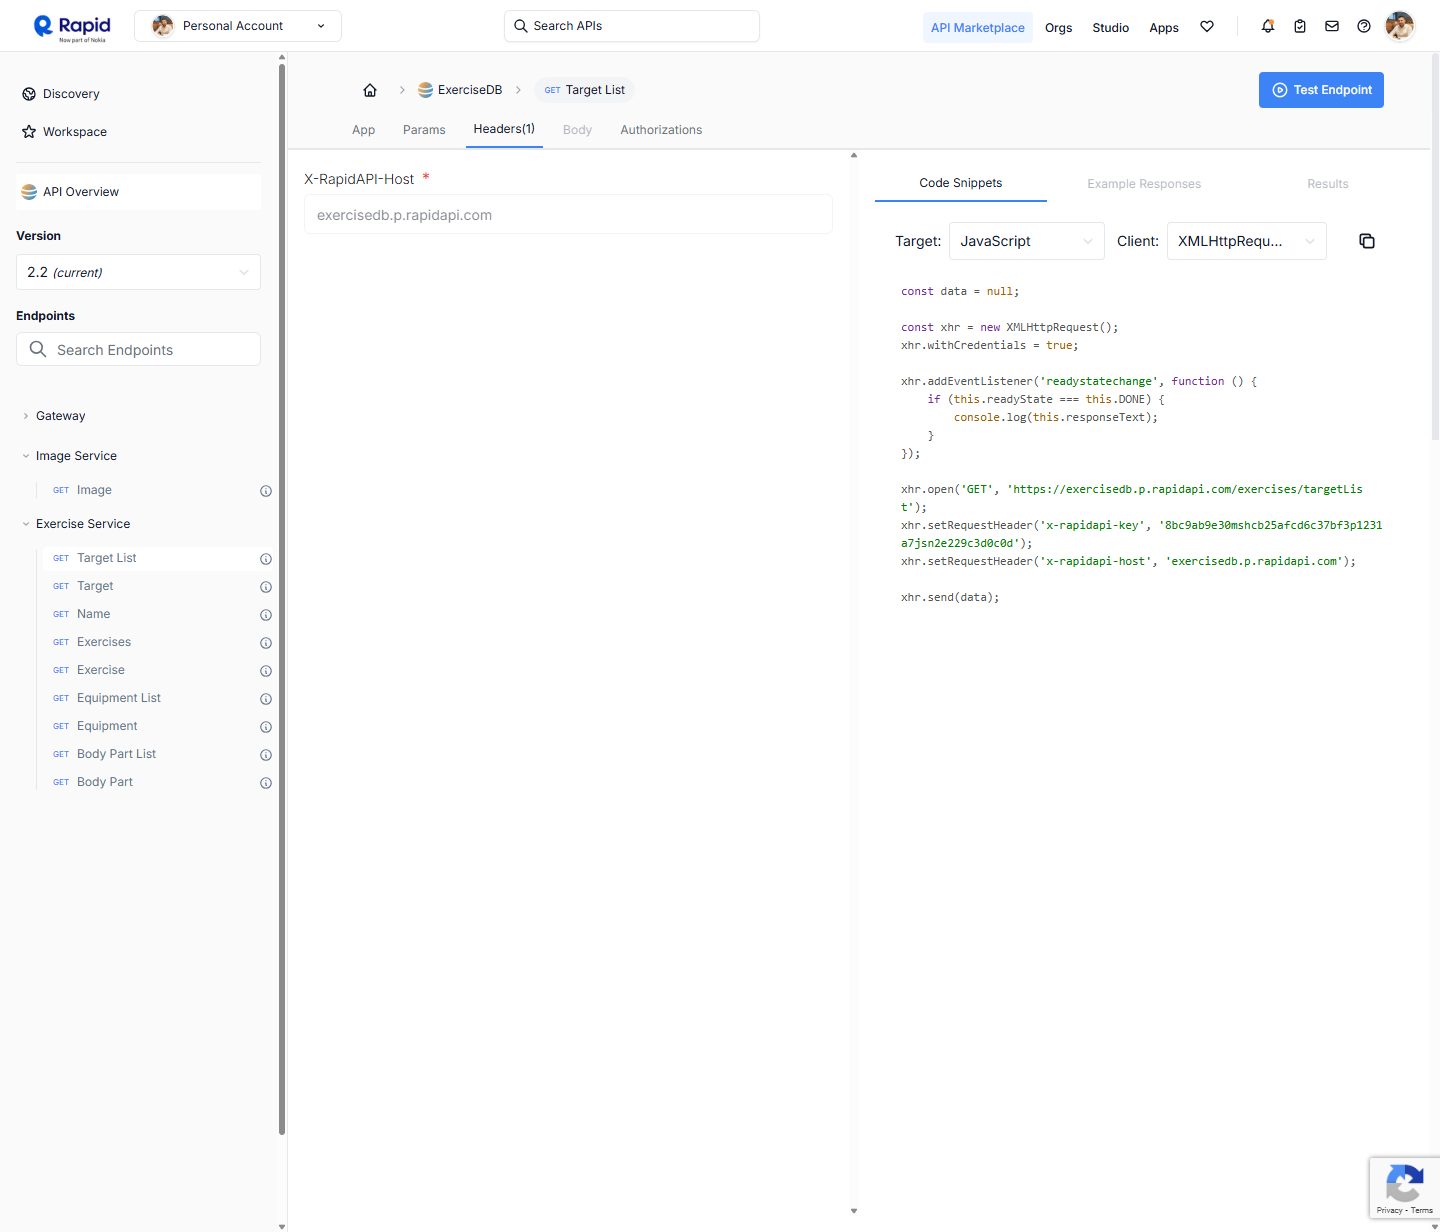 Rapid
Now part of Nokia
Personal Account
Search APIs
API Marketplace
Orgs
Studio
Apps
Discovery
Workspace
API Overview
Version
2.2 (current)
Endpoints
Search Endpoints
Gateway
Image Service
GET Image
Exercise Service
GET Target List
GET Target
GET Name
GET Exercises
GET Exercise
GET Equipment List
GET Equipment
GET Body Part List
GET Body Part
ExerciseDB
GET Target List
Test Endpoint
App
Params
Headers(1)
Body
Authorizations
X-RapidAPI-Host *
exercisedb.p.rapidapi.com
Code Snippets
Example Responses
Results
Target: JavaScript
Client: XMLHttpRequ...
const data = null;
const xhr = new XMLHttpRequest();
xhr.withCredentials = true;
xhr.addEventListener('readystatechange', function () {
if (this.readyState === this.DONE) {
console.log(this.responseText);
}
});
xhr.open('GET', 'https://exercisedb.p.rapidapi.com/exercises/targetLis
t');
xhr.setRequestHeader('x-rapidapi-key', '8bc9ab9e30mshcb25afcd6c37bf3p1231
a7jsn2e229c3d0c0d');
xhr.setRequestHeader('x-rapidapi-host', 'exercisedb.p.rapidapi.com');
xhr.send(data);
Privacy - Terms